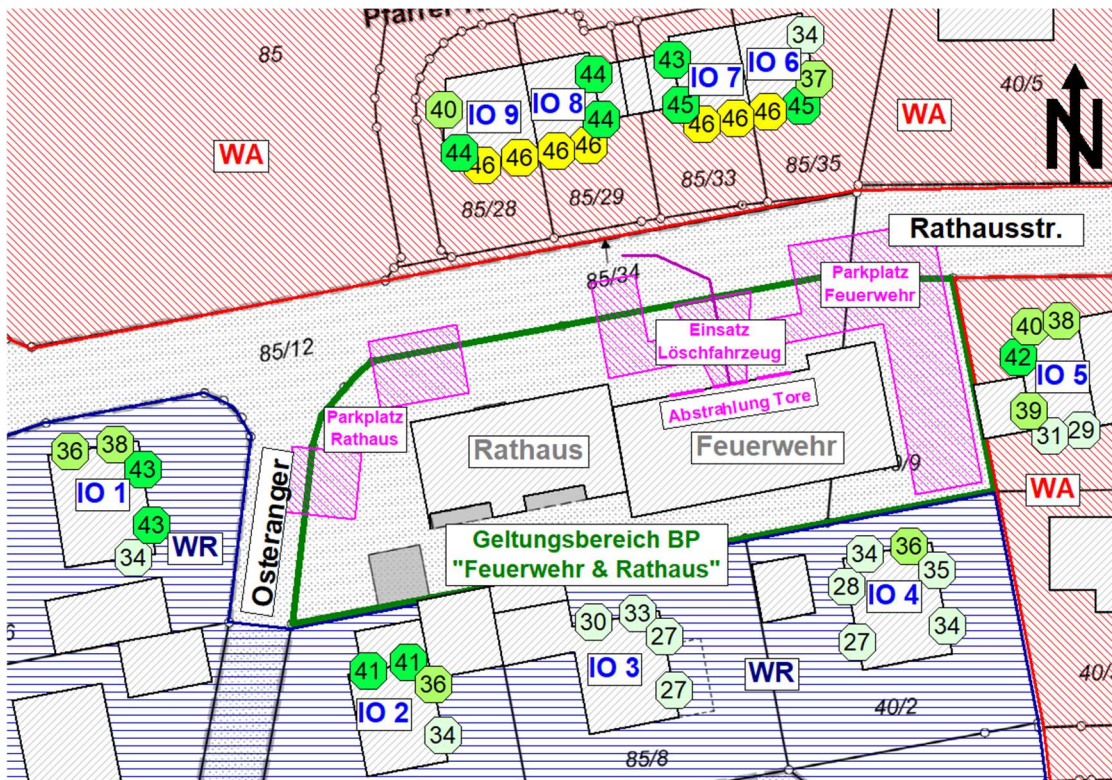 85
40/5
34
43
44
IO 6
IO 7
37
40
IO 8
IO 9
45
45
44
46
46
46
WA
44
46
46
46
46
WA
N
85/35
85/33
85/29
85/28
Rathausstr.
85/34
Parkplatz
Feuerwehr
Einsatz
Löschfahrzeug
85/12
40
38
42
IO 5
39
31
29
Abstrahlung Tore
Parkplatz
Rathaus
Rathaus
Feuerwehr
36
38
43
IO 1
43
34
WR
Osteranger
WA
Geltungsbereich BP
"Feuerwehr & Rathaus"
34
36
35
28
IO 4
34
27
30
33
27
IO 3
27
WR
41
41
36
IO 2
34
40/2
85/8